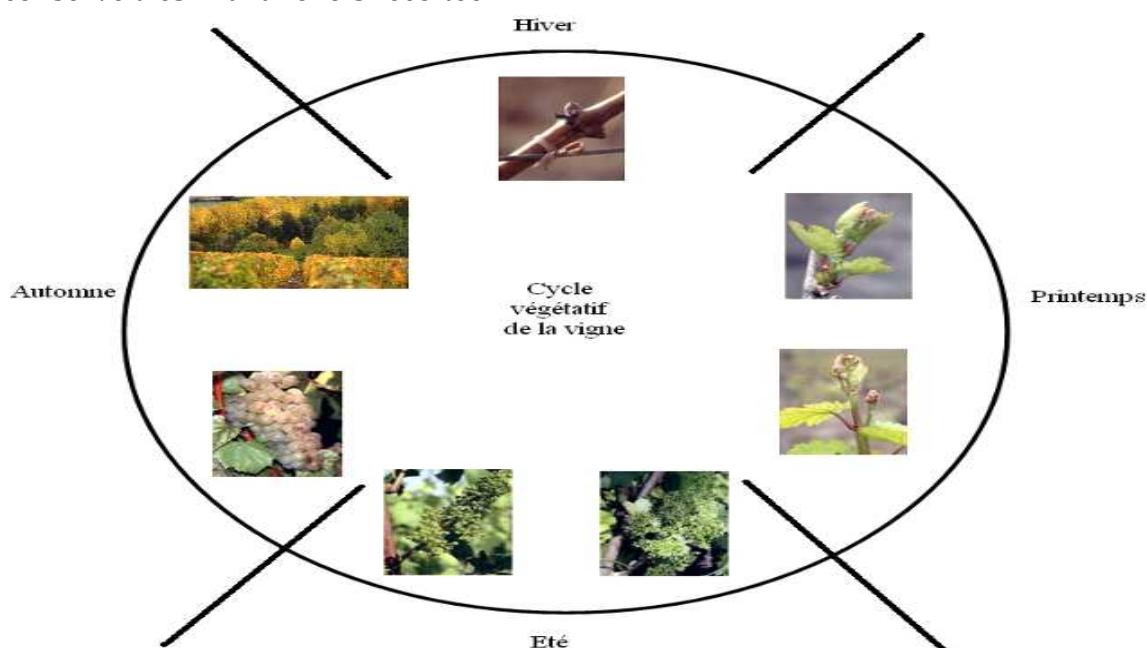 Hiver
Automne
Cycle
végétatif
de la vigne
Printemps
Eté